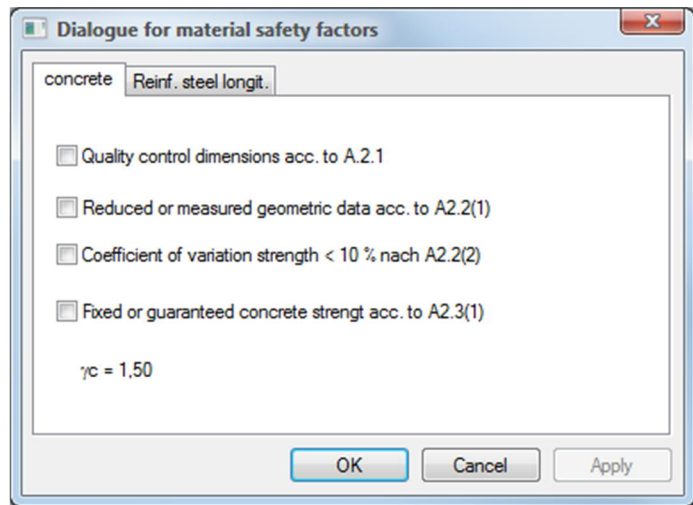 Dialogue for material safety factors
concrete Reinf. steel longit.
Quality control dimensions acc. to A.2.1
Reduced or measured geometric data acc. to A2.2(1)
Coefficient of variation strength < 10 % nach A2.2(2)
Fixed or guaranteed concrete strengt acc. to A2.3(1)
γc = 1,50
OK Cancel Apply